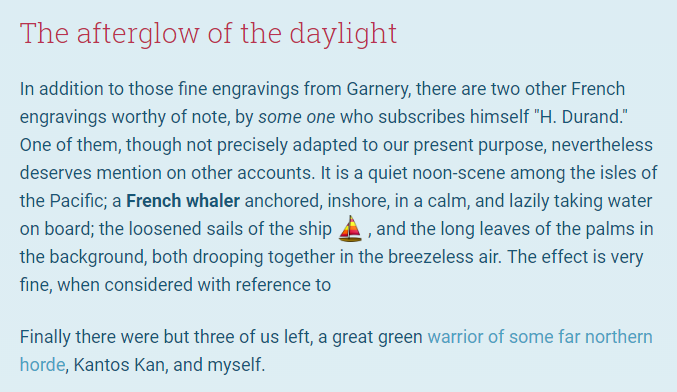 The afterglow of the daylight
In addition to those fine engravings from Garnery, there are two other French
engravings worthy of note, by some one who subscribes himself "H. Durand."
One of them, though not precisely adapted to our present purpose, nevertheless
deserves mention on other accounts. It is a quiet noon-scene among the isles of
the Pacific; a French whaler anchored, inshore, in a calm, and lazily taking water
on board; the loosened sails of the ship , and the long leaves of the palms in
the background, both drooping together in the breezeless air. The effect is very
fine, when considered with reference to
Finally there were but three of us left, a great green warrior of some far northern
horde, Kantos Kan, and myself.